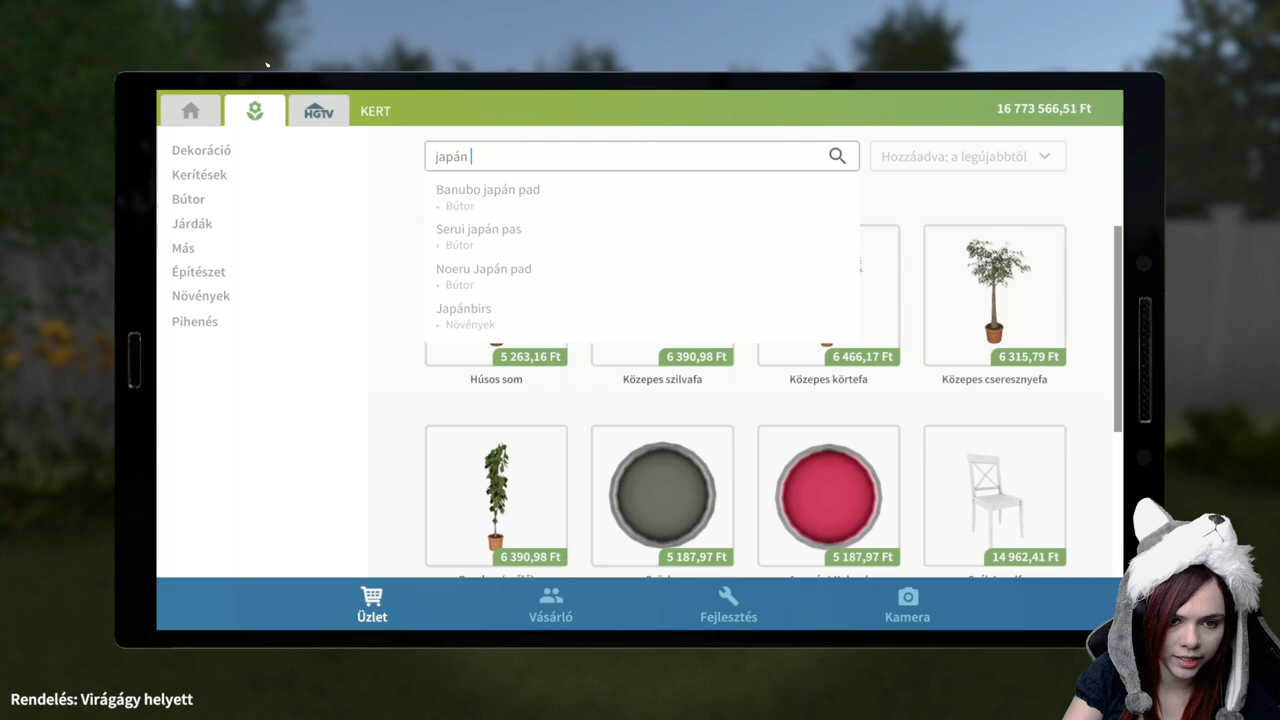 HGTV
KERT
16 773 566,51 Ft
Dekoráció
Kerítések
Bútor
Járdák
Más
Építészet
Növények
Pihenés
japán
Hozzáadva: a legújabbtól
Banubo japán pad
• Bútor
Serui japán pas
• Bútor
Noeru Japán pad
• Bútor
Japánbirs
• Növények
5 263,16 Ft
6 390,98 Ft
6 466,17 Ft
6 315,79 Ft
Húsos som
Közepes szilvafa
Közepes körtefa
Közepes cseresznyefa
6 390,98 Ft
5 187,97 Ft
5 187,97 Ft
14 962,41 Ft
Üzlet
Vásárló
Fejlesztés
Kamera
Rendelés: Virágágy helyett